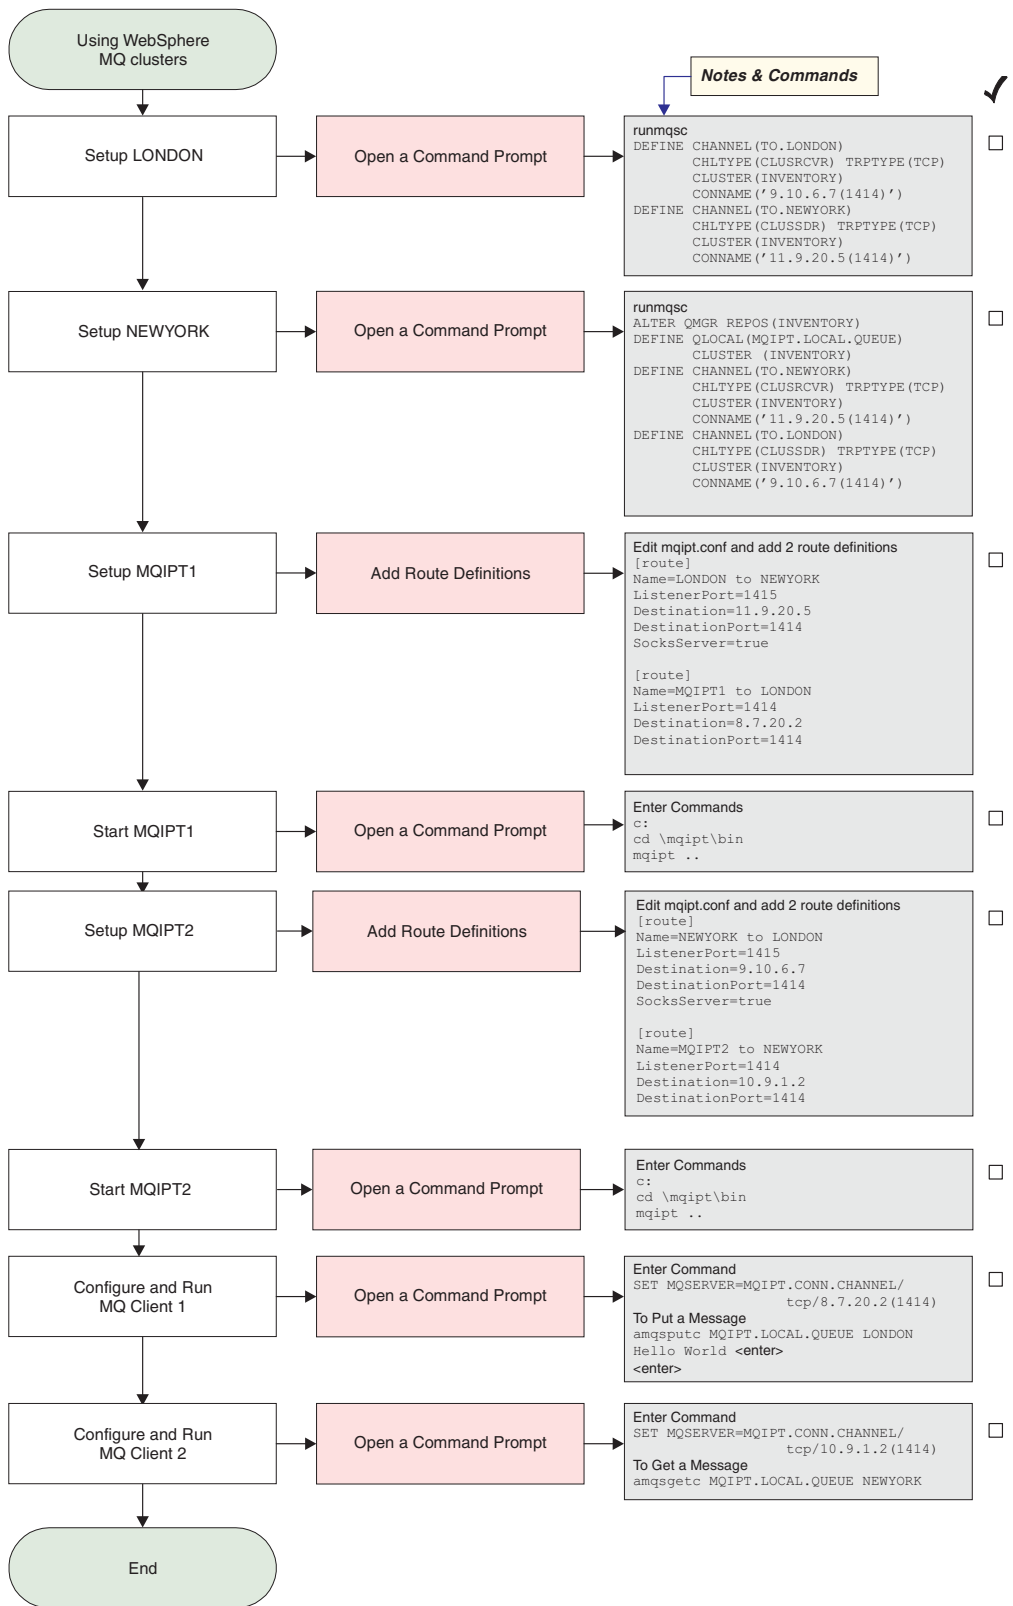 Using WebSphere
MQ clusters
Notes & Commands
Setup LONDON
Open a Command Prompt
runmqsc
DEFINE CHANNEL(TO.LONDON)
CHLTYPE(CLUSRCVR) TRPTYPE(TCP)
CLUSTER(INVENTORY)
CONNAME('9.10.6.7(1414)')
DEFINE CHANNEL(TO.NEWYORK)
CHLTYPE(CLUSSDR) TRPTYPE(TCP)
CLUSTER(INVENTORY)
CONNAME('11.9.20.5(1414)')
Setup NEWYORK
Open a Command Prompt
runmqsc
ALTER QMGR REPOS(INVENTORY)
DEFINE QLOCAL(MQIPT.LOCAL.QUEUE)
CLUSTER (INVENTORY)
DEFINE CHANNEL(TO.NEWYORK)
CHLTYPE(CLUSRCVR) TRPTYPE(TCP)
CLUSTER(INVENTORY)
CONNAME('11.9.20.5(1414)')
DEFINE CHANNEL(TO.LONDON)
CHLTYPE(CLUSSDR) TRPTYPE(TCP)
CLUSTER(INVENTORY)
CONNAME('9.10.6.7(1414)')
Setup MQIPT1
Add Route Definitions
Edit mqipt.conf and add 2 route definitions
[route]
Name=LONDON to NEWYORK
ListenerPort=1415
Destination=11.9.20.5
DestinationPort=1414
SocksServer=true
[route]
Name=MQIPT1 to LONDON
ListenerPort=1414
Destination=8.7.20.2
DestinationPort=1414
Start MQIPT1
Open a Command Prompt
Enter Commands
c:
cd \mqipt\bin
mqipt ..
Setup MQIPT2
Add Route Definitions
Edit mqipt.conf and add 2 route definitions
[route]
Name=NEWYORK to LONDON
ListenerPort=1415
Destination=9.10.6.7
DestinationPort=1414
SocksServer=true
[route]
Name=MQIPT2 to NEWYORK
ListenerPort=1414
Destination=10.9.1.2
DestinationPort=1414
Start MQIPT2
Open a Command Prompt
Enter Commands
c:
cd \mqipt\bin
mqipt ..
Configure and Run
MQ Client 1
Open a Command Prompt
Enter Command
SET MQSERVER=MQIPT.CONN.CHANNEL/
tcp/8.7.20.2(1414)
To Put a Message
amqsputc MQIPT.LOCAL.QUEUE LONDON
Hello World <enter>
<enter>
Configure and Run
MQ Client 2
Open a Command Prompt
Enter Command
SET MQSERVER=MQIPT.CONN.CHANNEL/
tcp/10.9.1.2(1414)
To Get a Message
amqsgetc MQIPT.LOCAL.QUEUE NEWYORK
End